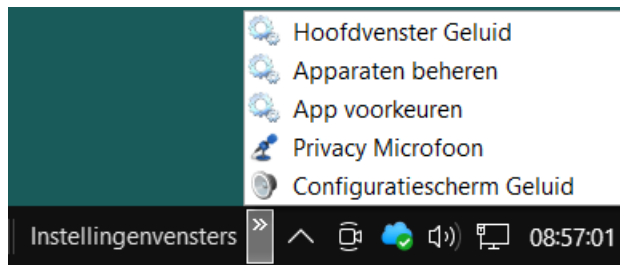 Hoofdvenster Geluid
Apparaten beheren
App voorkeuren
Privacy Microfoon
Configuratiescherm Geluid
Instellingenvensters » 08:57:01